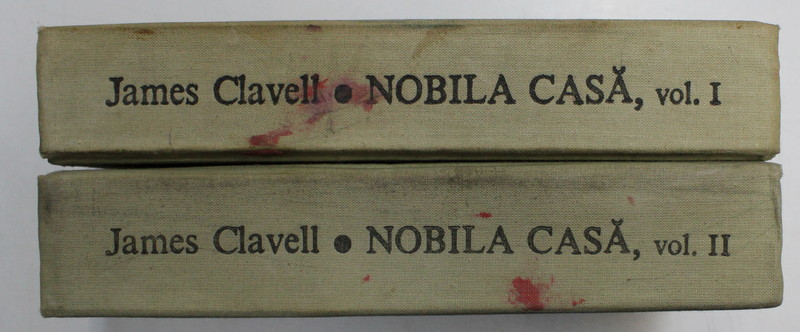 James Clavell ● NOBILA CASĂ, vol. I
James Clavell ● NOBILA CASĂ, vol. II